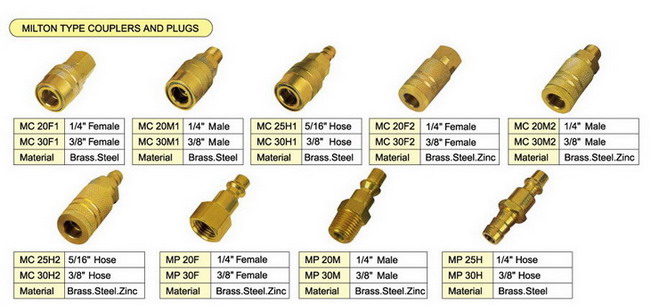 MILTON TYPE COUPLERS AND PLUGS
MC 20F1 1/4" Female
MC 30F1 3/8" Female
Material Brass.Steel
MC 20M1 1/4" Male
MC 30M1 3/8" Male
Material Brass.Steel
MC 25H1 5/16" Hose
MC 30H1 3/8" Hose
Material Brass.Steel
MC 20F2 1/4" Female
MC 30F2 3/8" Female
Material Brass.Steel.Zinc
MC 20M2 1/4" Male
MC 30M2 3/8" Male
Material Brass.Steel.Zinc
MC 25H2 5/16" Hose
MC 30H2 3/8" Hose
Material Brass.Steel.Zinc
MP 20F 1/4" Female
MP 30F 3/8" Female
Material Brass.Steel.Zinc
MP 20M 1/4" Male
MP 30M 3/8" Male
Material Brass.Steel.Zinc
MP 25H 1/4" Hose
MP 30H 3/8" Hose
Material Brass.Steel